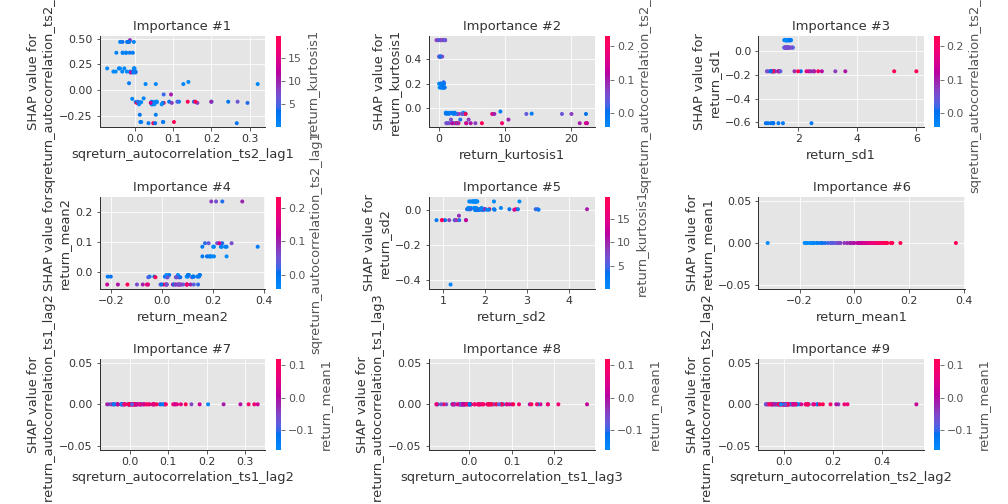 Importance #1
SHAP value for
sqreturn_autocorrelation_ts2_lag1
0.50
0.25
0.00
−0.25
0.0
0.1
0.2
0.3
sqreturn_autocorrelation_ts2_lag1
15
10
5
return_kurtosis1
Importance #2
SHAP value for
return_kurtosis1
0.4
0.2
0.0
0
10
20
return_kurtosis1
0.2
0.1
0.0
Importance #3
SHAP value for
return_sd1
0.0
−0.2
−0.4
−0.6
2
4
6
return_sd1
0.2
0.1
0.0
Importance #4
SHAP value for
return_mean2
0.2
0.1
0.0
−0.2
0.0
0.2
0.4
return_mean2
0.3
0.2
0.1
0.0
Importance #5
SHAP value for
return_sd2
0.0
−0.2
−0.4
1
2
3
4
return_sd2
15
10
5
return_kurtosis1
Importance #6
SHAP value for
return_mean1
0.05
0.00
−0.05
−0.2
0.0
0.2
0.4
return_mean1
Importance #7
SHAP value for
0.05
0.00
−0.05
0.0
0.1
0.2
0.3
sqreturn_autocorrelation_ts1_lag2
0.1
0.0
−0.1
return_mean1
Importance #8
SHAP value for
0.05
0.00
−0.05
0.0
0.1
0.2
sqreturn_autocorrelation_ts1_lag3
0.1
0.0
−0.1
return_mean1
Importance #9
SHAP value for
0.05
0.00
−0.05
0.0
0.2
0.4
sqreturn_autocorrelation_ts2_lag2
0.1
0.0
−0.1
return_mean1